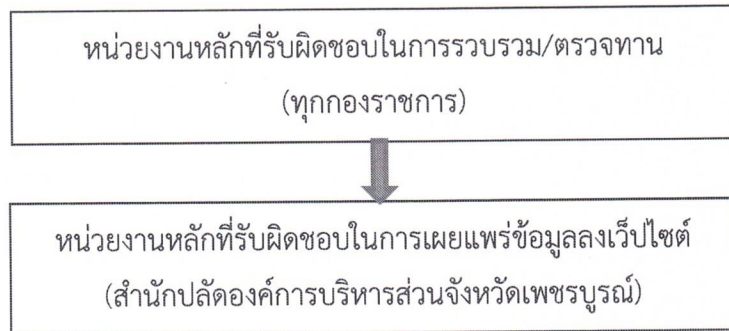 หน่วยงานหลักที่รับผิดชอบในการรวบรวม/ตรวจทาน
(ทุกกองราชการ)
หน่วยงานหลักที่รับผิดชอบในการเผยแพร่ข้อมูลลงเว็ปไซต์
(สำนักปลัดองค์การบริหารส่วนจังหวัดเพชรบูรณ์)